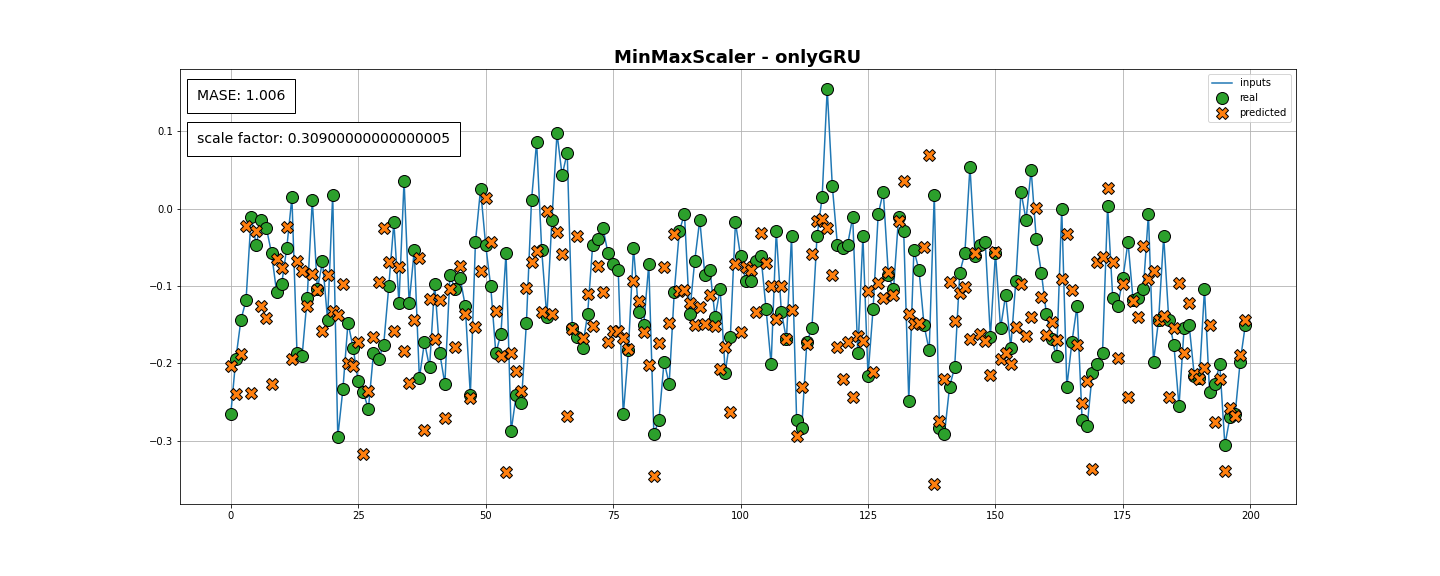 MinMaxScaler - onlyGRU
MASE: 1.006
scale factor: 0.30900000000000005
inputs
real
predicted
0.1
0.0
−0.1
−0.2
−0.3
0
25
50
75
100
125
150
175
200